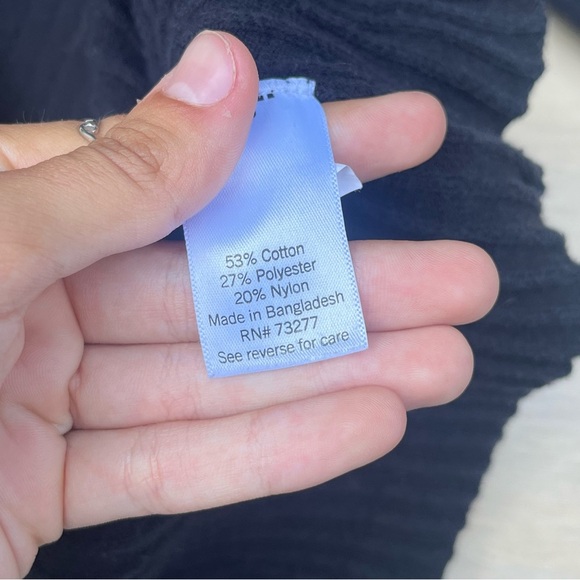 53% Cotton
27% Polyester
20% Nylon
Made in Bangladesh
RN# 73277
See reverse for care